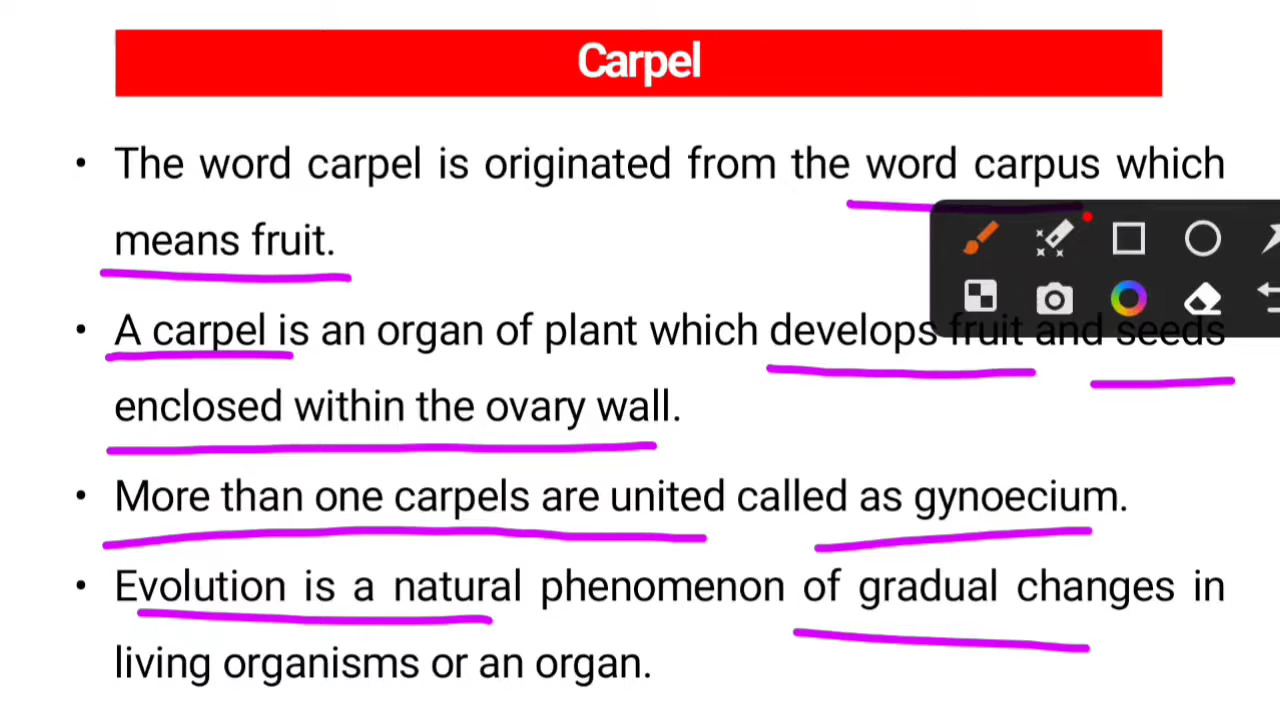 Carpel
• The word carpel is originated from the word carpus which
means fruit.
• A carpel is an organ of plant which develops fruit and seeds
enclosed within the ovary wall.
• More than one carpels are united called as gynoecium.
• Evolution is a natural phenomenon of gradual changes in
living organisms or an organ.